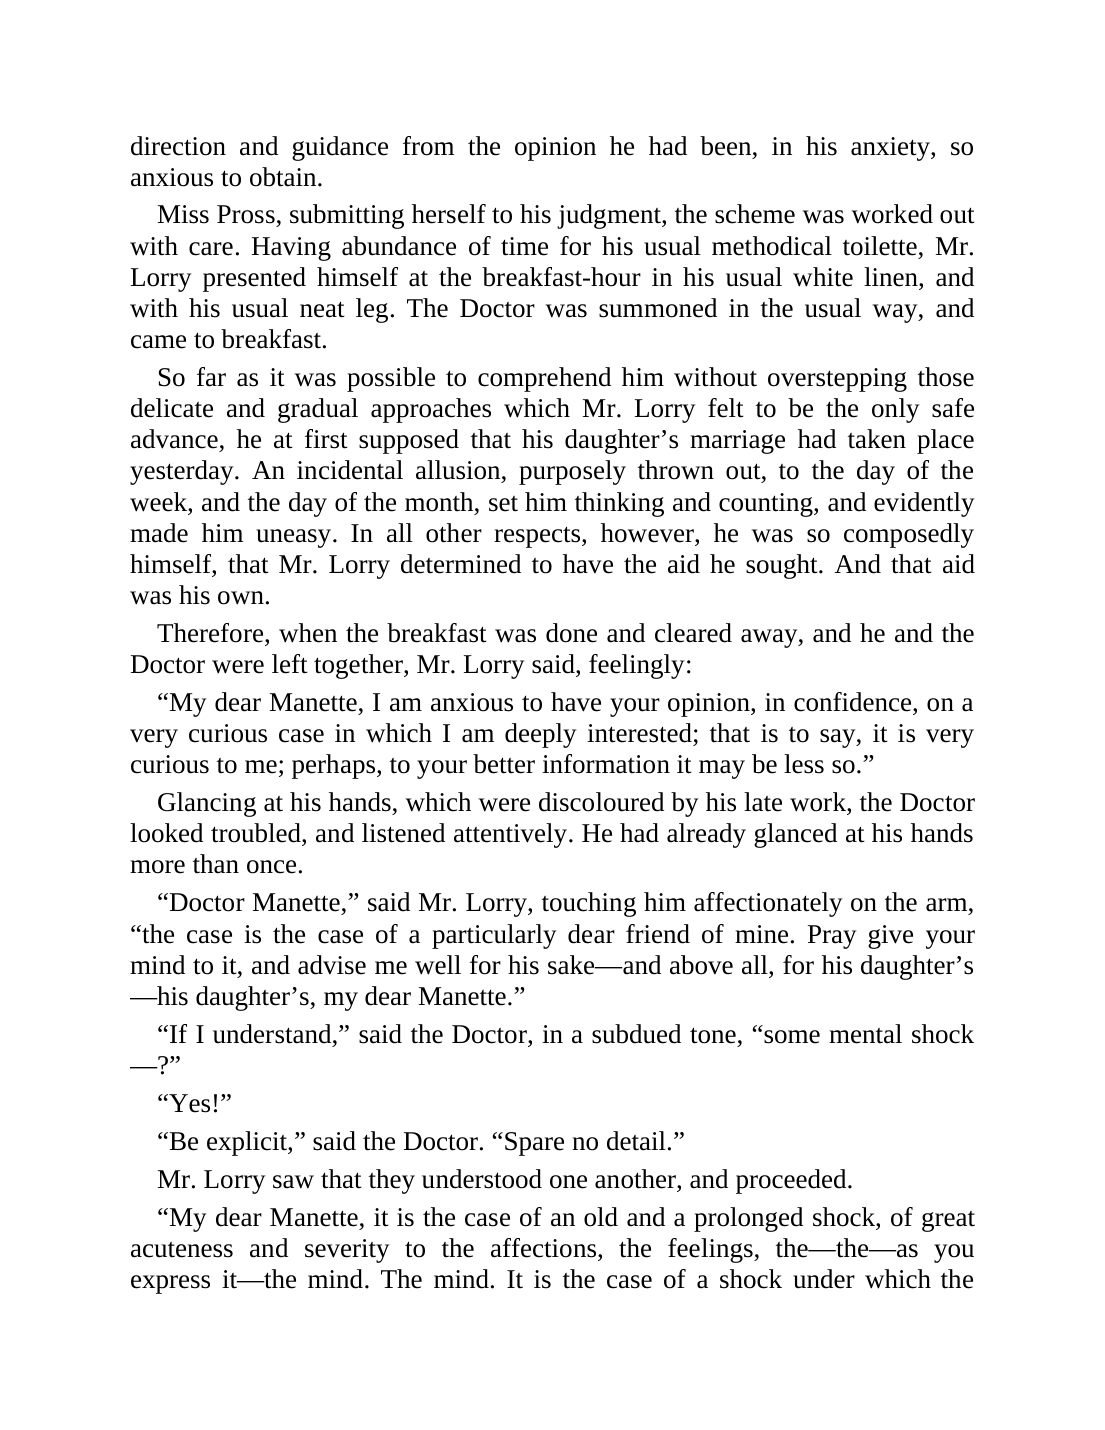 direction and guidance from the opinion he had been, in his anxiety, so
anxious to obtain.
Miss Pross, submitting herself to his judgment, the scheme was worked out
with care. Having abundance of time for his usual methodical toilette, Mr.
Lorry presented himself at the breakfast-hour in his usual white linen, and
with his usual neat leg. The Doctor was summoned in the usual way, and
came to breakfast.
So far as it was possible to comprehend him without overstepping those
delicate and gradual approaches which Mr. Lorry felt to be the only safe
advance, he at first supposed that his daughter’s marriage had taken place
yesterday. An incidental allusion, purposely thrown out, to the day of the
week, and the day of the month, set him thinking and counting, and evidently
made him uneasy. In all other respects, however, he was so composedly
himself, that Mr. Lorry determined to have the aid he sought. And that aid
was his own.
Therefore, when the breakfast was done and cleared away, and he and the
Doctor were left together, Mr. Lorry said, feelingly:
“My dear Manette, I am anxious to have your opinion, in confidence, on a
very curious case in which I am deeply interested; that is to say, it is very
curious to me; perhaps, to your better information it may be less so.”
Glancing at his hands, which were discoloured by his late work, the Doctor
looked troubled, and listened attentively. He had already glanced at his hands
more than once.
“Doctor Manette,” said Mr. Lorry, touching him affectionately on the arm,
“the case is the case of a particularly dear friend of mine. Pray give your
mind to it, and advise me well for his sake—and above all, for his daughter’s
—his daughter’s, my dear Manette.”
“If I understand,” said the Doctor, in a subdued tone, “some mental shock
—?”
“Yes!”
“Be explicit,” said the Doctor. “Spare no detail.”
Mr. Lorry saw that they understood one another, and proceeded.
“My dear Manette, it is the case of an old and a prolonged shock, of great
acuteness and severity to the affections, the feelings, the—the—as you
express it—the mind. The mind. It is the case of a shock under which the